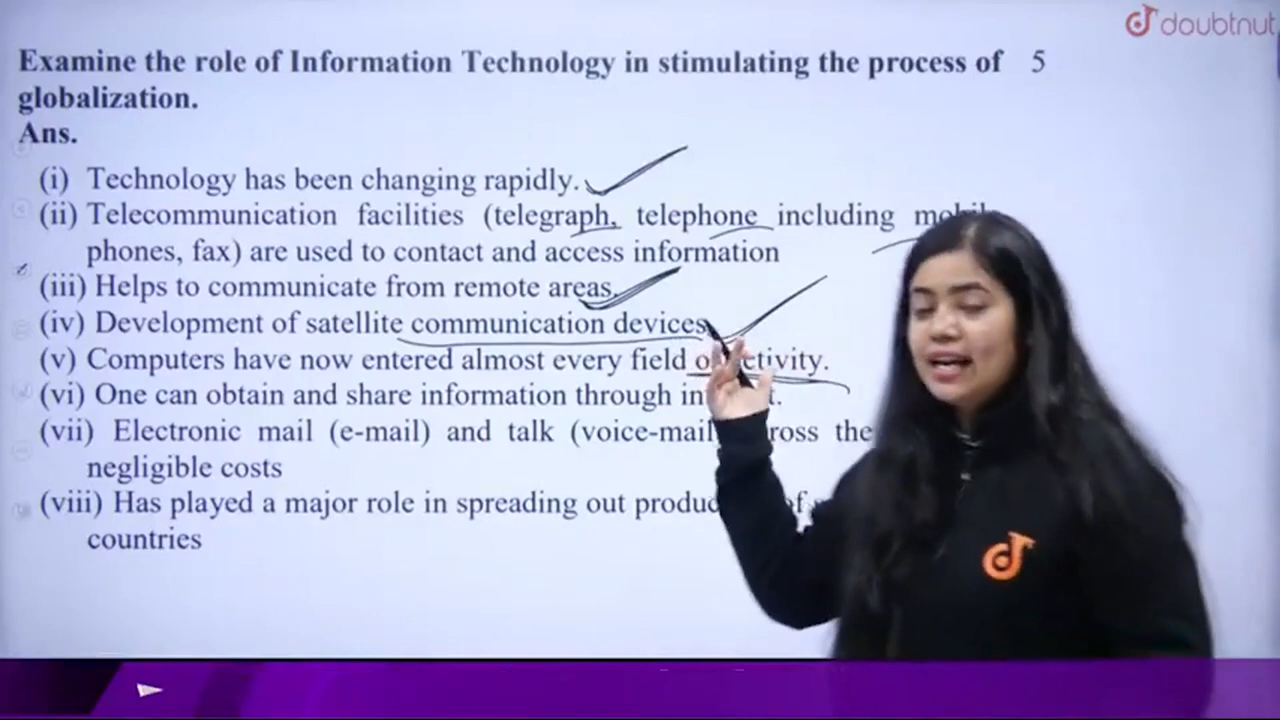 doubtnut
Examine the role of Information Technology in stimulating the process of 5
globalization.
Ans.
(i) Technology has been changing rapidly.
(ii) Telecommunication facilities (telegraph, telephone including
phones, fax) are used to contact and access information
(iii) Helps to communicate from remote areas.
(iv) Development of satellite communication devices
(v) Computers have now entered almost every field
(vi) One can obtain and share information through
(vii) Electronic mail (e-mail) and talk (voice-mail the
negligible costs
(viii) Has played a major role in spreading out
countries